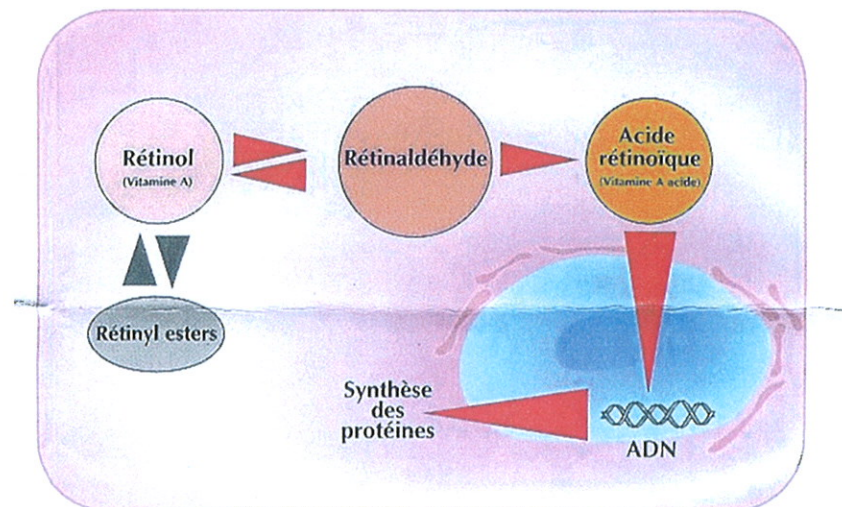 Rétinol
(Vitamine A)
Rétinaldéhyde
Acide
rétinoïque
(Vitamine A acide)
Rétinyl esters
Synthèse
des
protéines
ADN